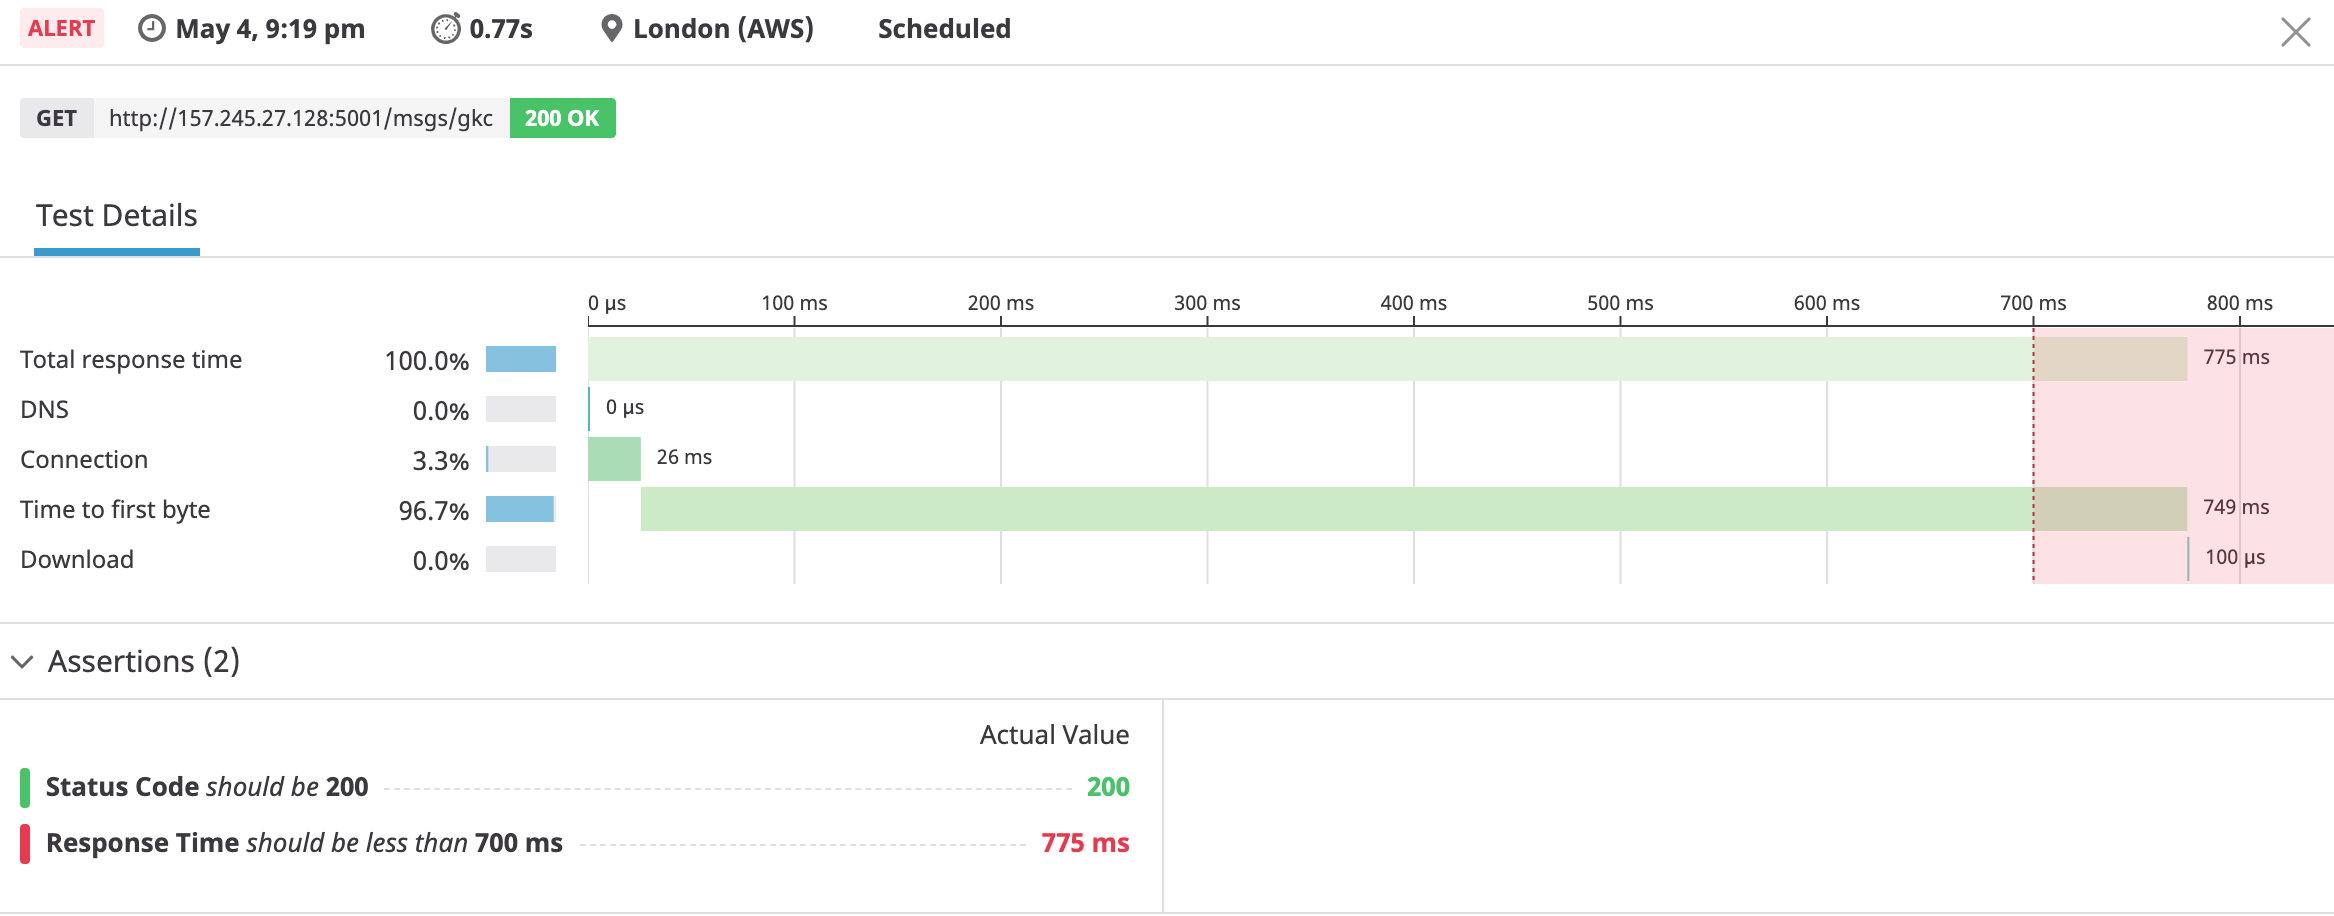 ALERT May 4, 9:19 pm 0.77s London (AWS) Scheduled
GET http://157.245.27.128:5001/msgs/gkc 200 OK
Test Details
0 µs 100 ms 200 ms 300 ms 400 ms 500 ms 600 ms 700 ms 800 ms
Total response time 100.0% 775 ms
DNS 0.0% 0 µs
Connection 3.3% 26 ms
Time to first byte 96.7% 749 ms
Download 0.0% 100 µs
Assertions (2)
Actual Value
Status Code should be 200 200
Response Time should be less than 700 ms 775 ms